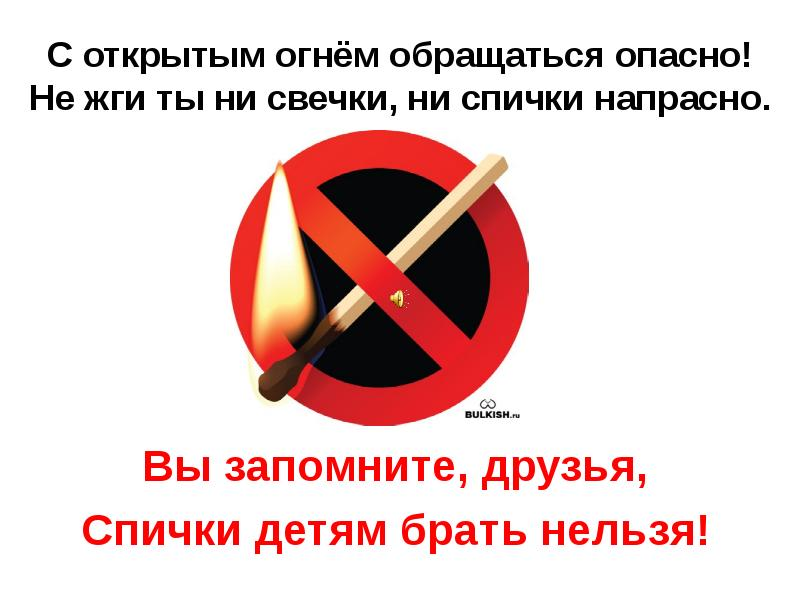 С открытым огнём обращаться опасно!
Не жги ты ни свечки, ни спички напрасно.
BULKISH.ru
Вы запомните, друзья,
Спички детям брать нельзя!